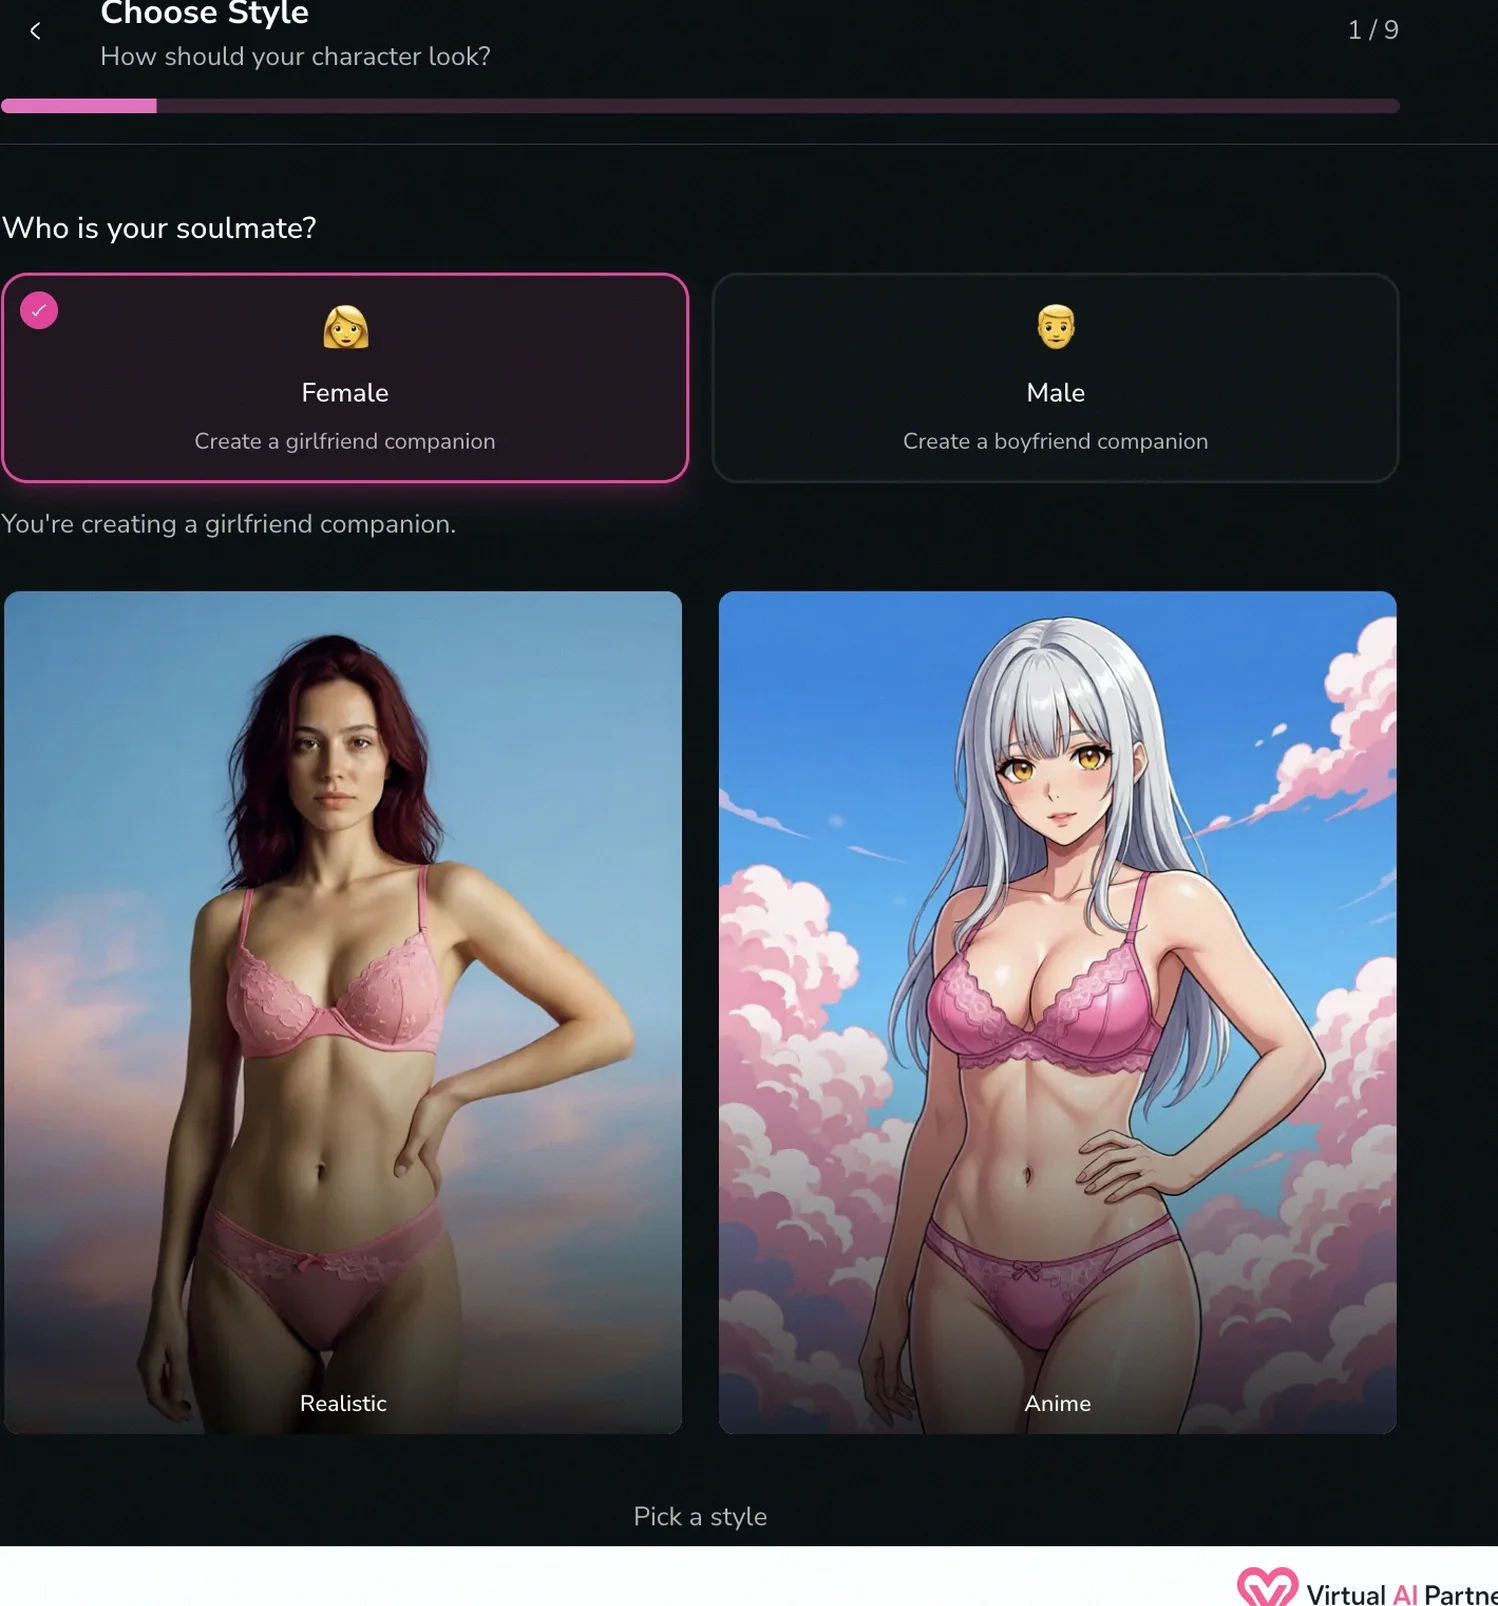 Choose Style
How should your character look?
1 / 9
Who is your soulmate?
Female
Create a girlfriend companion
Male
Create a boyfriend companion
You're creating a girlfriend companion.
Realistic
Anime
Pick a style
Virtual AI Partne